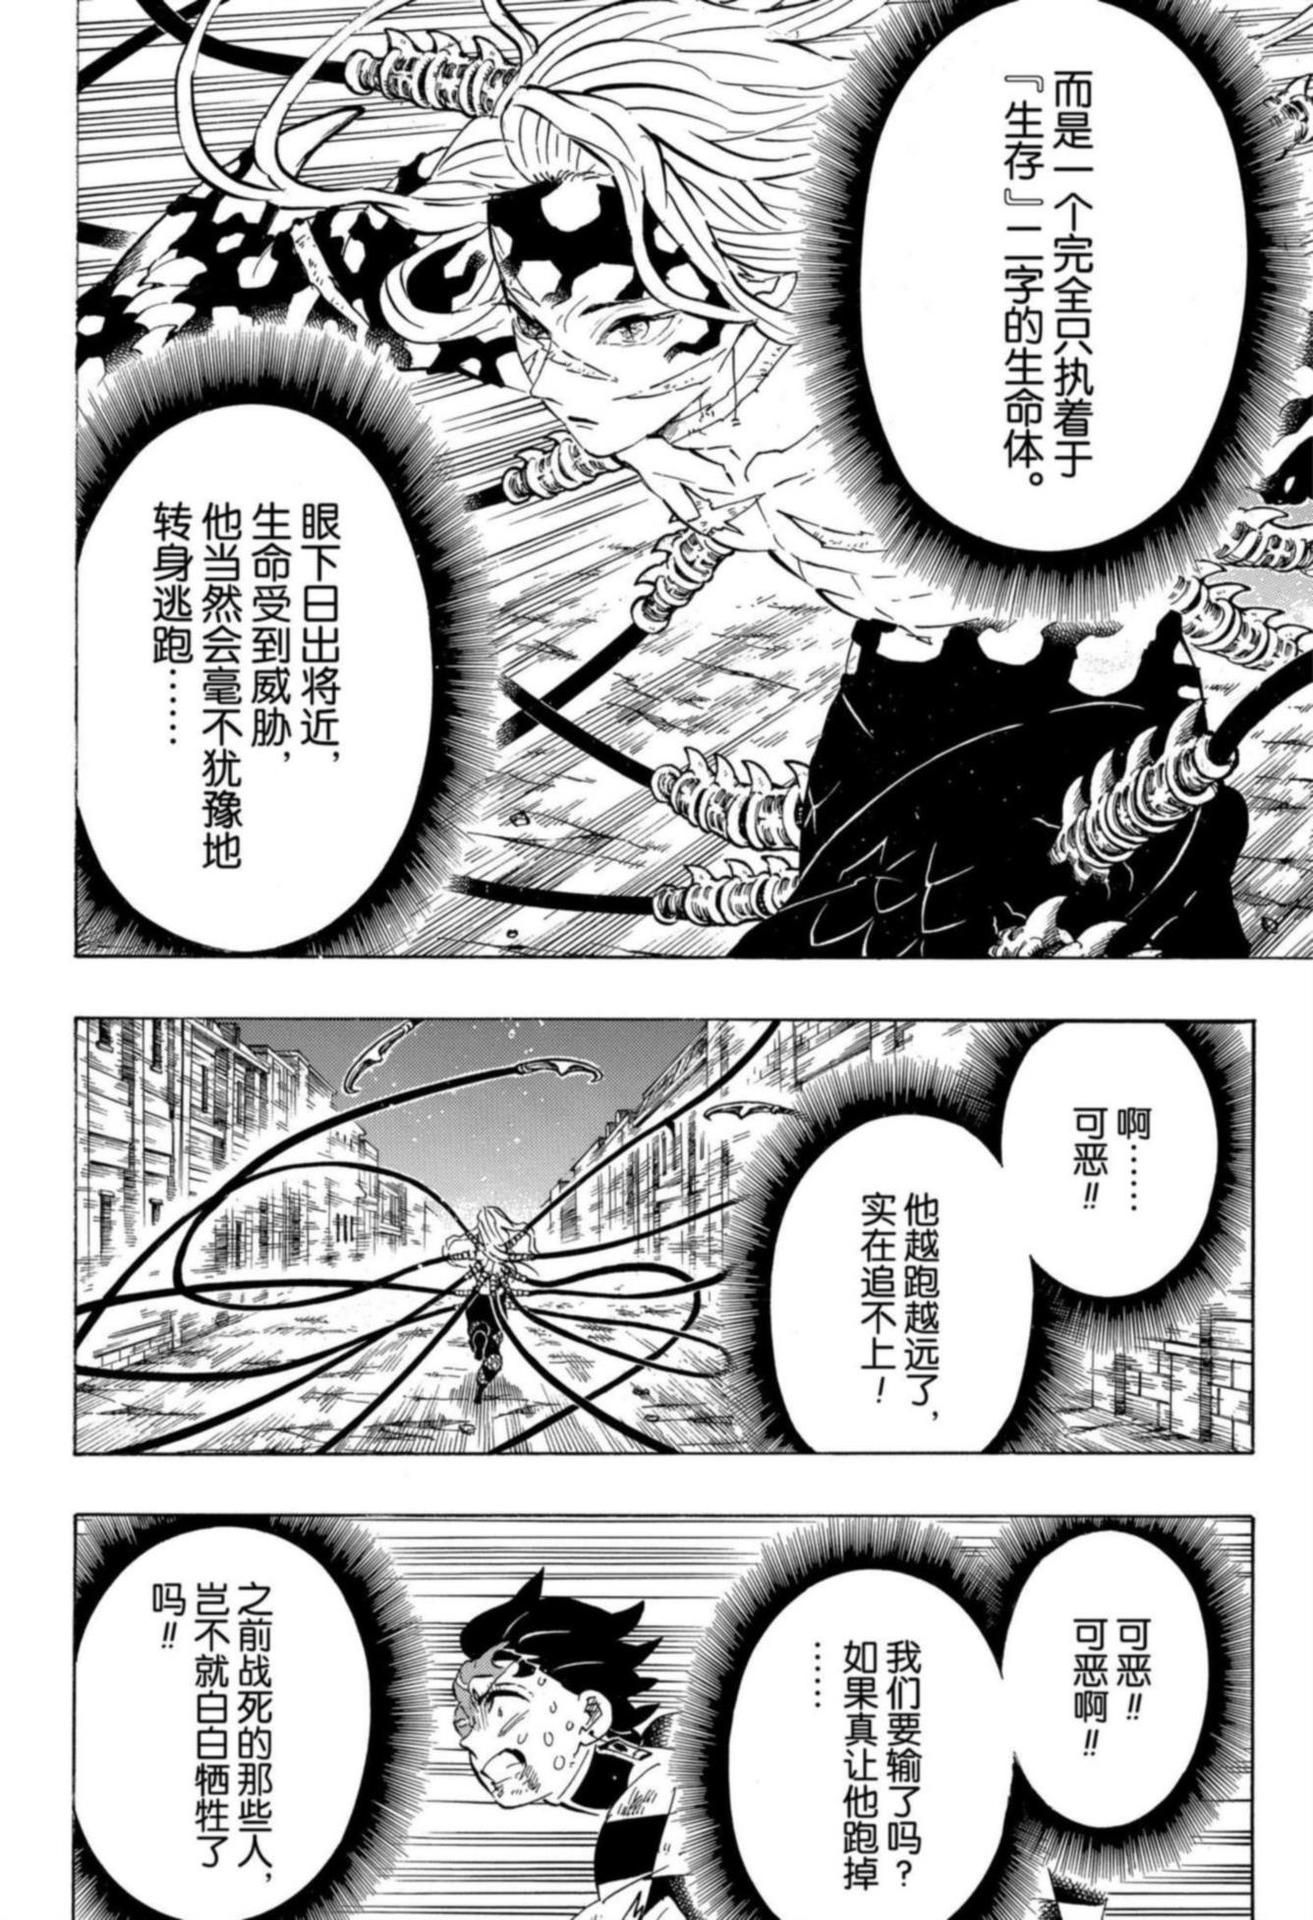 而是一个完全只执着于
『生存』二字的生命体。
眼下日出将近，
生命受到威胁，
他当然会毫不犹豫地
转身逃跑……
啊……
可恶!!
他越跑越远了，
实在追不上！
可恶!!
可恶啊!!
我们要输了吗？
如果真让他跑掉
……
之前战死的那些人，
岂不就白白牺牲了
吗!!